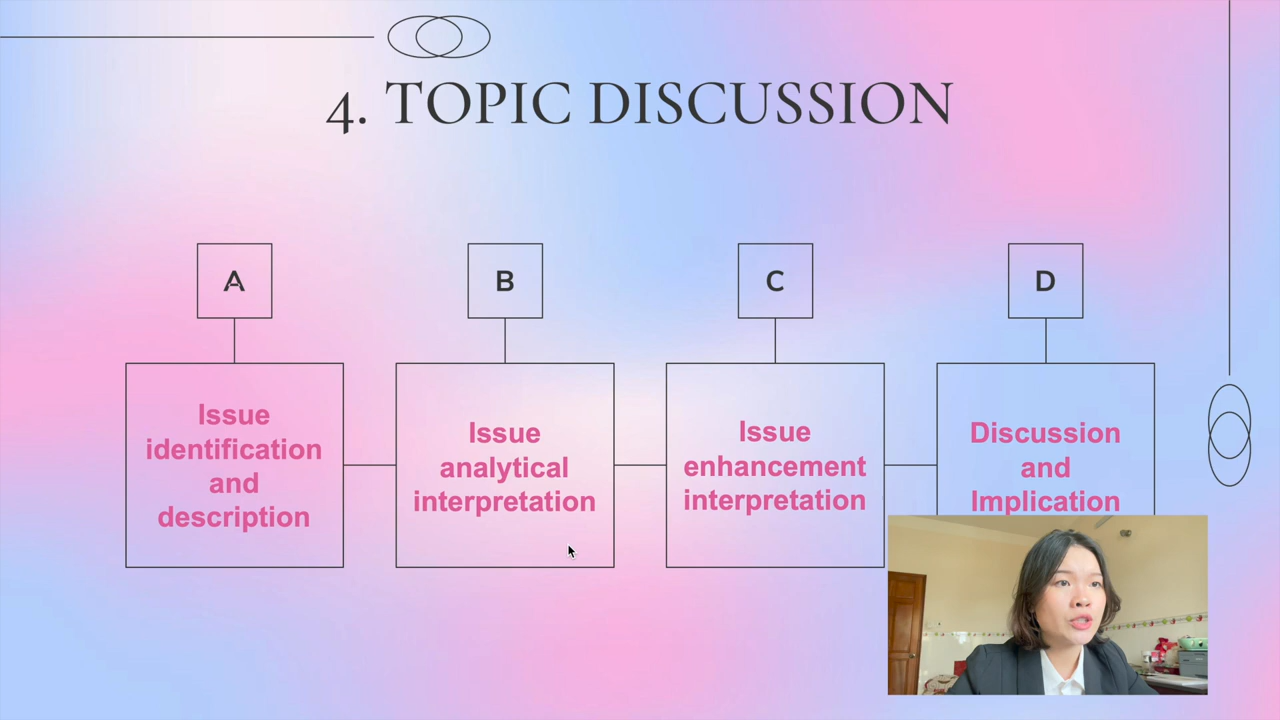 4. TOPIC DISCUSSION
A
B
C
D
Issue
identification
and
description
Issue
analytical
interpretation
Issue
enhancement
interpretation
Discussion
and
Implication